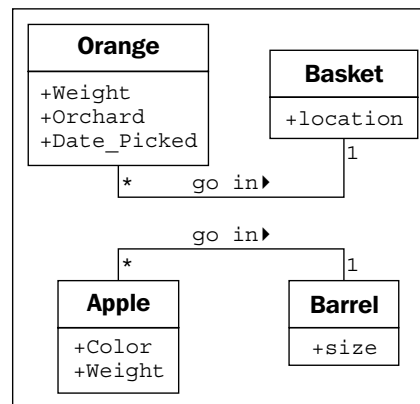 Orange
+Weight
+Orchard
+Date_Picked
Basket
+location
* go in 1
go in
* 1
Apple
+Color
+Weight
Barrel
+size